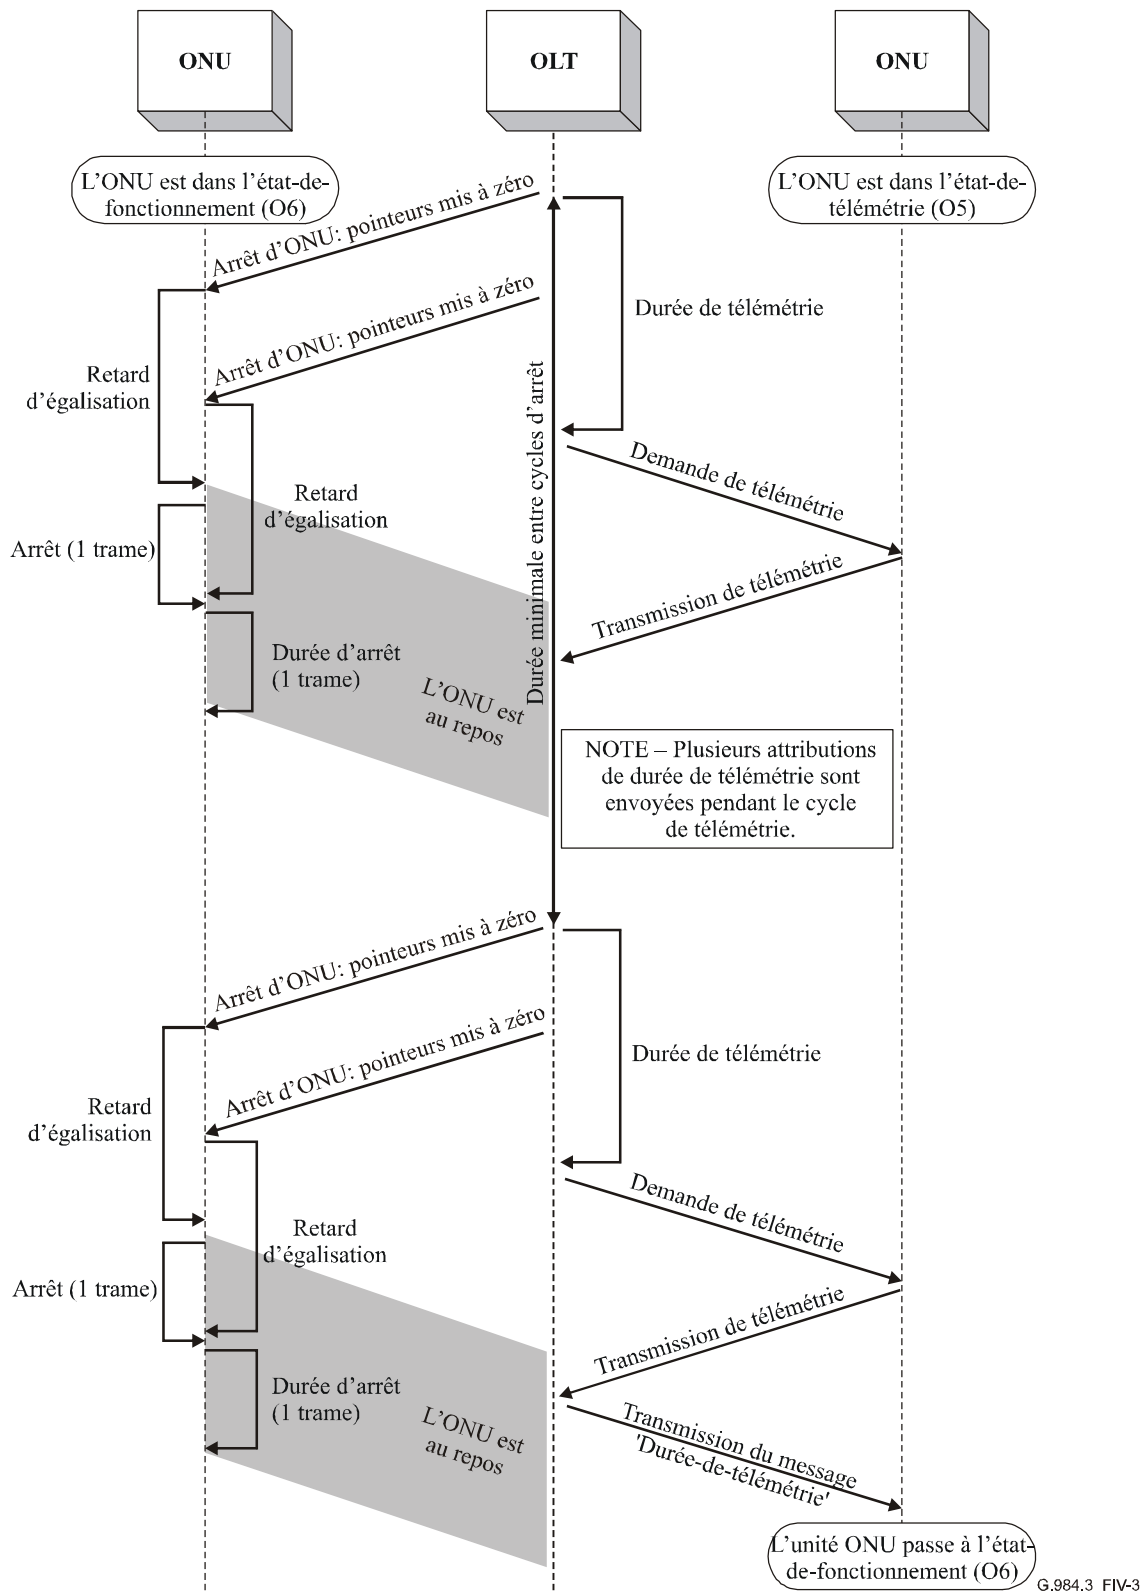 ONU
OLT
ONU
L'ONU est dans l'état-de-
fonctionnement (O6)
L'ONU est dans l'état-de-
télémétrie (O5)
Arrêt d'ONU: pointeurs mis à zéro
Arrêt d'ONU: pointeurs mis à zéro
Durée de télémétrie
Retard
d'égalisation
Durée minimale entre cycles d'arrêt
Demande de télémétrie
Retard
d'égalisation
Arrêt (1 trame)
Transmission de télémétrie
Durée d'arrêt
(1 trame)
L'ONU est
au repos
NOTE – Plusieurs attributions
de durée de télémétrie sont
envoyées pendant le cycle
de télémétrie.
Arrêt d'ONU: pointeurs mis à zéro
Arrêt d'ONU: pointeurs mis à zéro
Durée de télémétrie
Retard
d'égalisation
Demande de télémétrie
Retard
d'égalisation
Arrêt (1 trame)
Transmission de télémétrie
Durée d'arrêt
(1 trame)
L'ONU est
au repos
Transmission du message
'Durée-de-télémétrie'
L'unité ONU passe à l'état-
de-fonctionnement (O6)
G.984.3_FIV-3